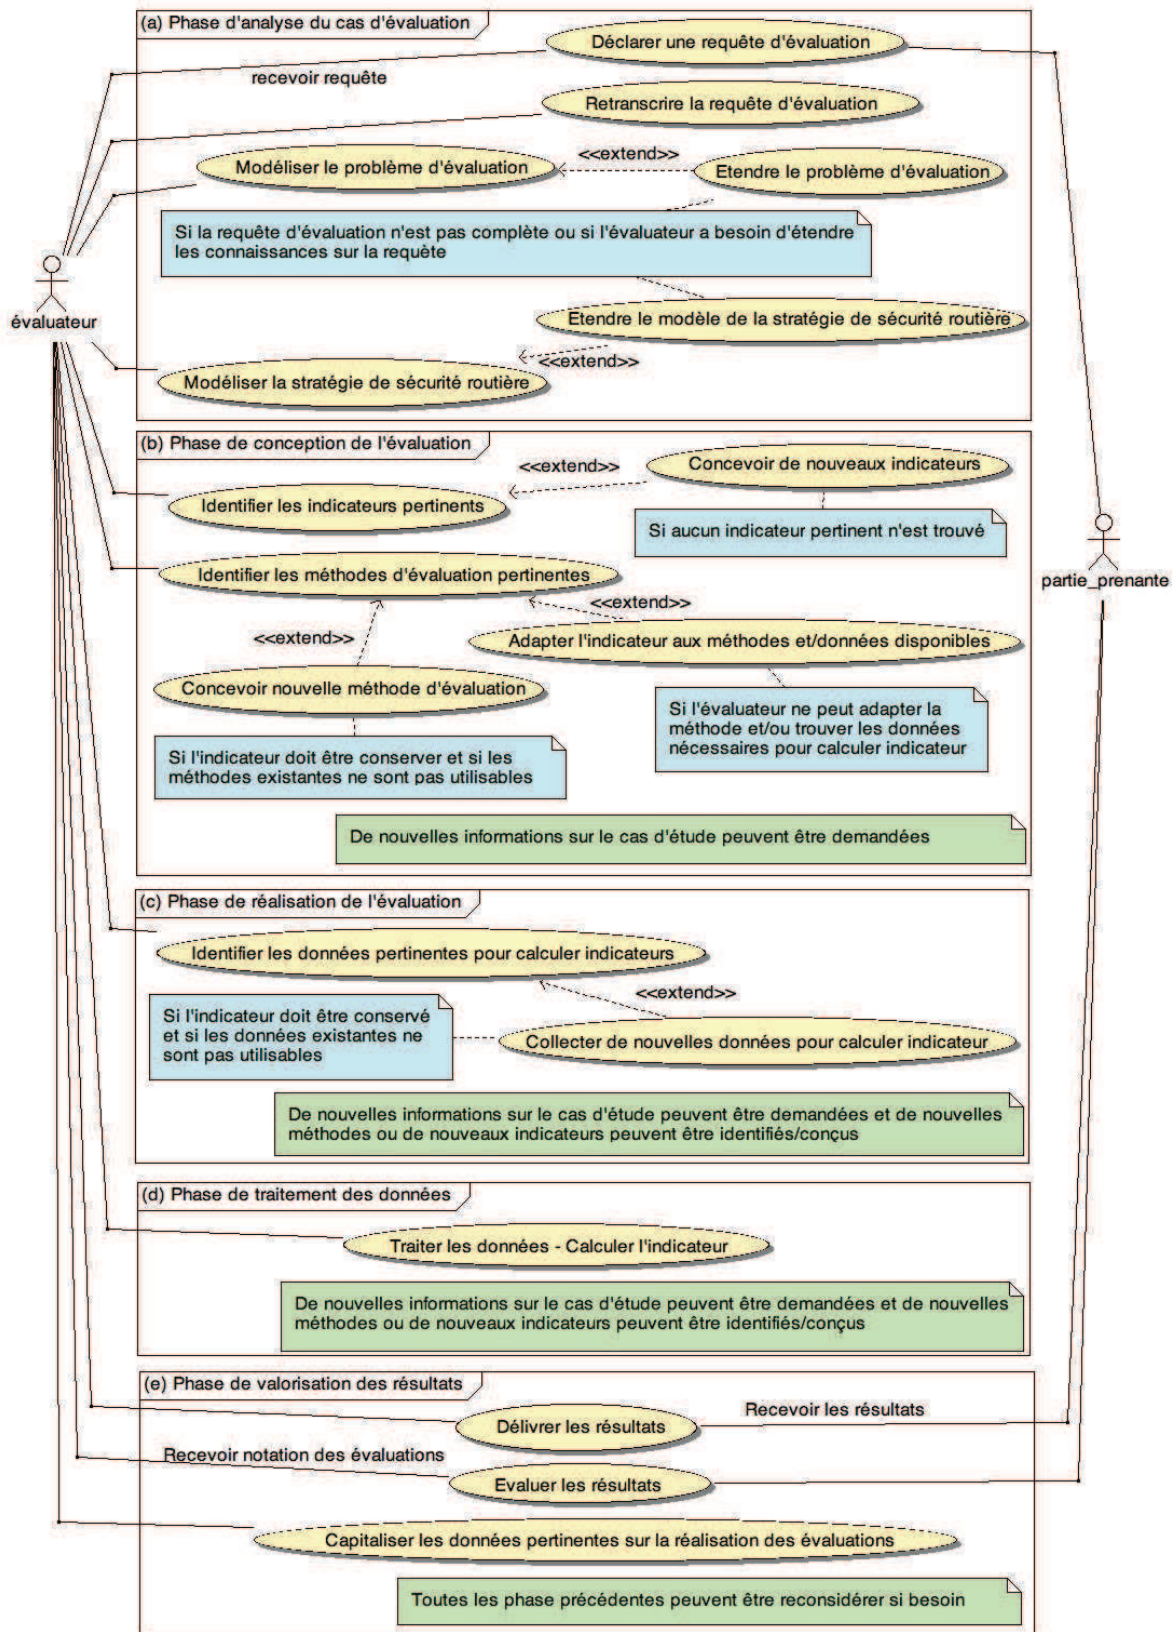 (a) Phase d'analyse du cas d'évaluation
Déclarer une requête d'évaluation
recevoir requête
Retranscrire la requête d'évaluation
Modéliser le problème d'évaluation
<<extend>>
Etendre le problème d'évaluation
Si la requête d'évaluation n'est pas complète ou si l'évaluateur a besoin d'étendre
les connaissances sur la requète
évaluateur
Etendre le modèle de la stratégie de sécurité routière
<<extend>>
Modéliser la stratégie de sécurité routière
(b) Phase de conception de l'évaluation
<<extend>>
Concevoir de nouveaux indicateurs
Identifier les indicateurs pertinents
Si aucun indicateur pertinent n'est trouvé
partie_prenante
Identifier les méthodes d'évaluation pertinentes
<<extend>>
<<extend>>
Adapter l'indicateur aux méthodes et/données disponibles
Concevoir nouvelle méthode d'évaluation
Si l'évaluateur ne peut adapter la
méthode et/ou trouver les données
nécessaires pour calculer indicateur
Si l'indicateur doit être conserver et si les
méthodes existantes ne sont pas utilisables
De nouvelles informations sur le cas d'étude peuvent être demandées
(c) Phase de réalisation de l'évaluation
Identifier les données pertinentes pour calculer indicateurs
<<extend>>
Si l'indicateur doit être conservé
et si les données existantes ne
sont pas utilisables
Collecter de nouvelles données pour calculer indicateur
De nouvelles informations sur le cas d'étude peuvent être demandées et de nouvelles
méthodes ou de nouveaux indicateurs peuvent être identifiés/conçus
(d) Phase de traitement des données
Traiter les données - Calculer l'indicateur
De nouvelles informations sur le cas d'étude peuvent être demandées et de nouvelles
méthodes ou de nouveaux indicateurs peuvent être identifiés/conçus
(e) Phase de valorisation des résultats
Délivrer les résultats
Recevoir les résultats
Recevoir notation des évaluations
Evaluer les résultats
Capitaliser les données pertinentes sur la réalisation des évaluations
Toutes les phase précédentes peuvent être reconsidérer si besoin